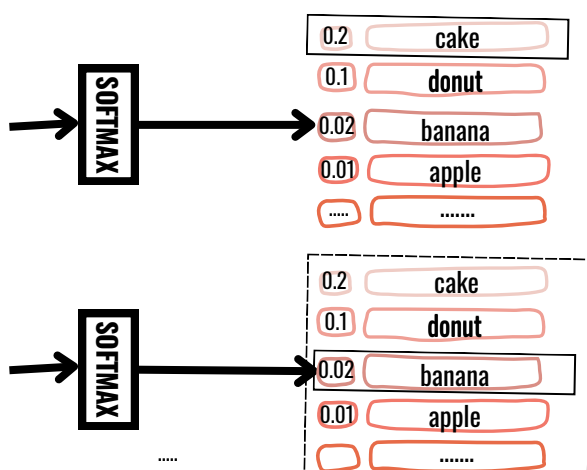 0.2 cake
0.1 donut
SOFTMAX
0.02 banana
0.01 apple
..... .......
0.2 cake
0.1 donut
SOFTMAX
0.02 banana
0.01 apple
..... .......